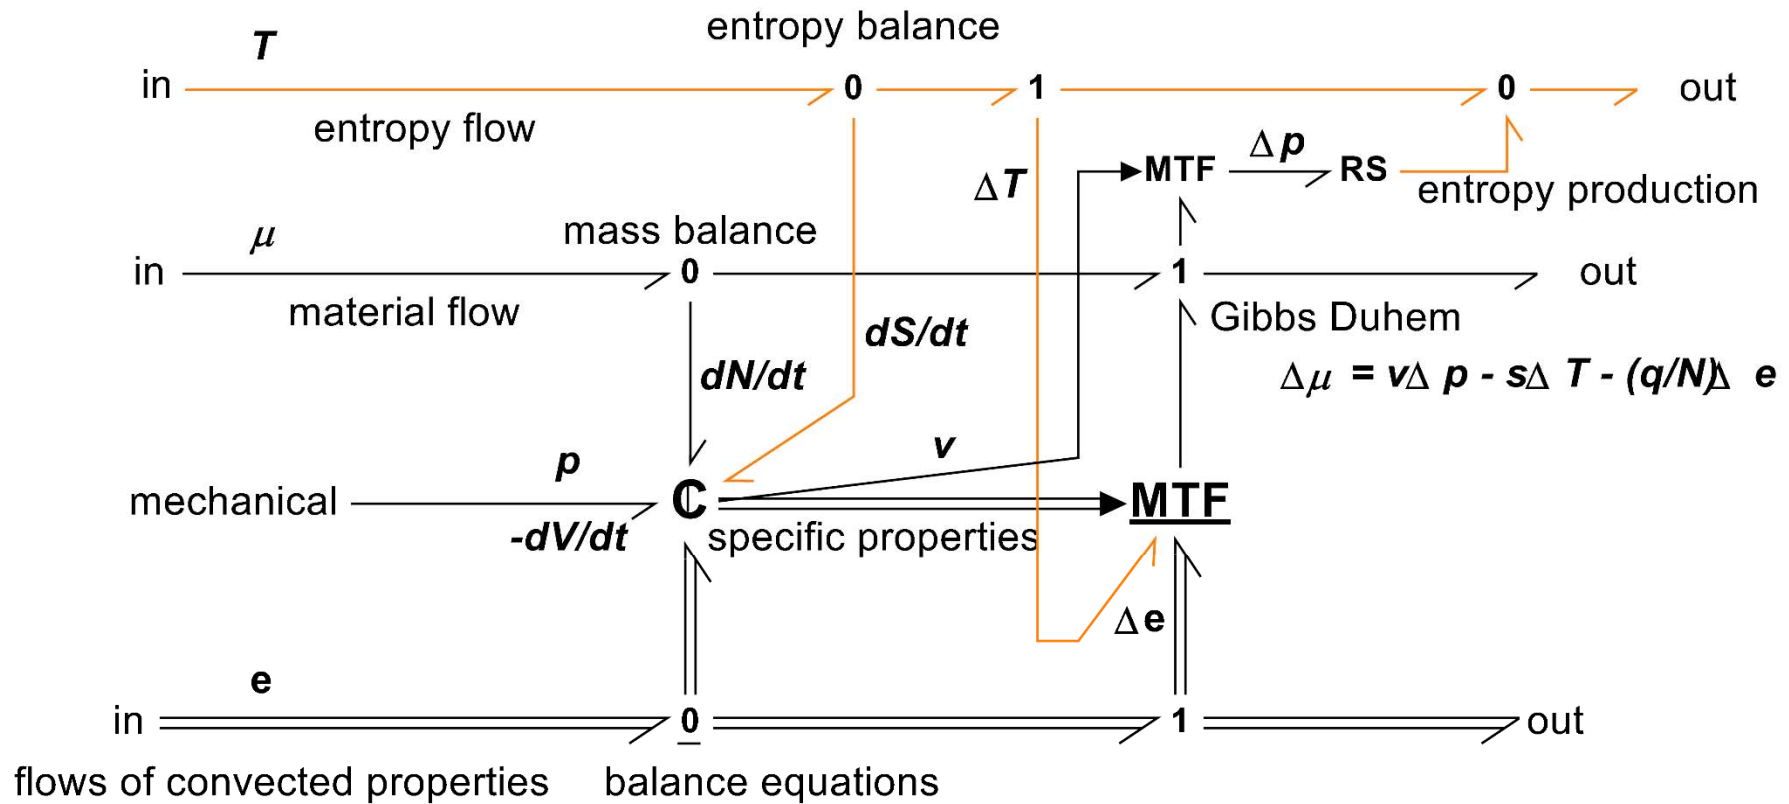 entropy balance
T
in 0 1 0 out
entropy flow
Δp
MTF RS
ΔT
entropy production
μ
mass balance
in 0 1 out
material flow
Gibbs Duhem
dS/dt
dN/dt
Δμ = vΔ p - sΔ T - (q/N)Δ e
p
v
mechanical C MTF
-dV/dt
specific properties
Δe
e
in 0 1 out
flows of convected properties balance equations